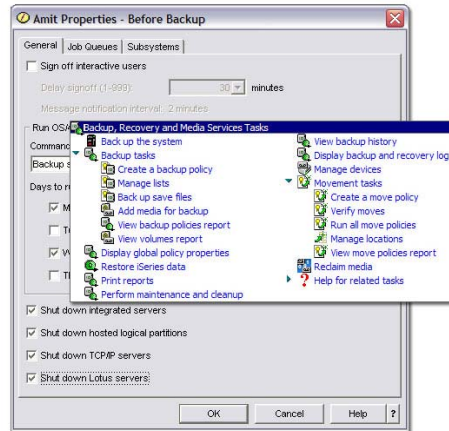 Amit Properties - Before Backup
General
Job Queues
Subsystems
Sign off interactive users
Delay signoff (1-999):
30
minutes
Message notification interval: 2 minutes
Run OS/
Backup, Recovery and Media Services Tasks
Back up the system
Backup tasks
Create a backup policy
Manage lists
Back up save files
Add media for backup
View backup policies report
View volumes report
Display global policy properties
Restore iSeries data
Print reports
Perform maintenance and cleanup
View backup history
Display backup and recovery log
Manage devices
Movement tasks
Create a move policy
Verify moves
Run all move policies
Manage locations
View move policies report
Reclaim media
Help for related tasks
Backup s
Days to r
Shut down integrated servers
Shut down hosted logical partitions
Shut down TCP/IP servers
Shut down Lotus servers
OK
Cancel
Help
?